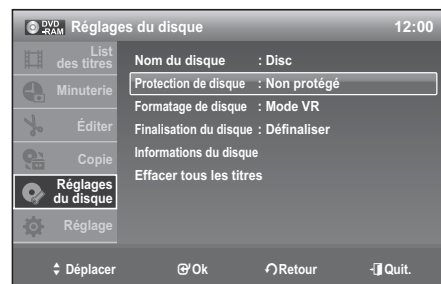 DVD -RAM Réglages du disque 12:00
List des titres
Minuterie
Éditer
Copie
Réglages du disque
Réglage
Nom du disque : Disc
Protection de disque : Non protégé
Formatage de disque : Mode VR
Finalisation du disque : Définaliser
Informations du disque
Effacer tous les titres
Déplacer Ok Retour Quit.